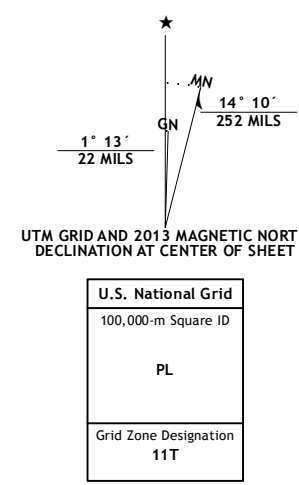 ★
MN
GN
14° 10´
252 MILS
1° 13´
22 MILS
UTM GRID AND 2013 MAGNETIC NORT
DECLINATION AT CENTER OF SHEET
U.S. National Grid
100,000-m Square ID
PL
Grid Zone Designation
11T